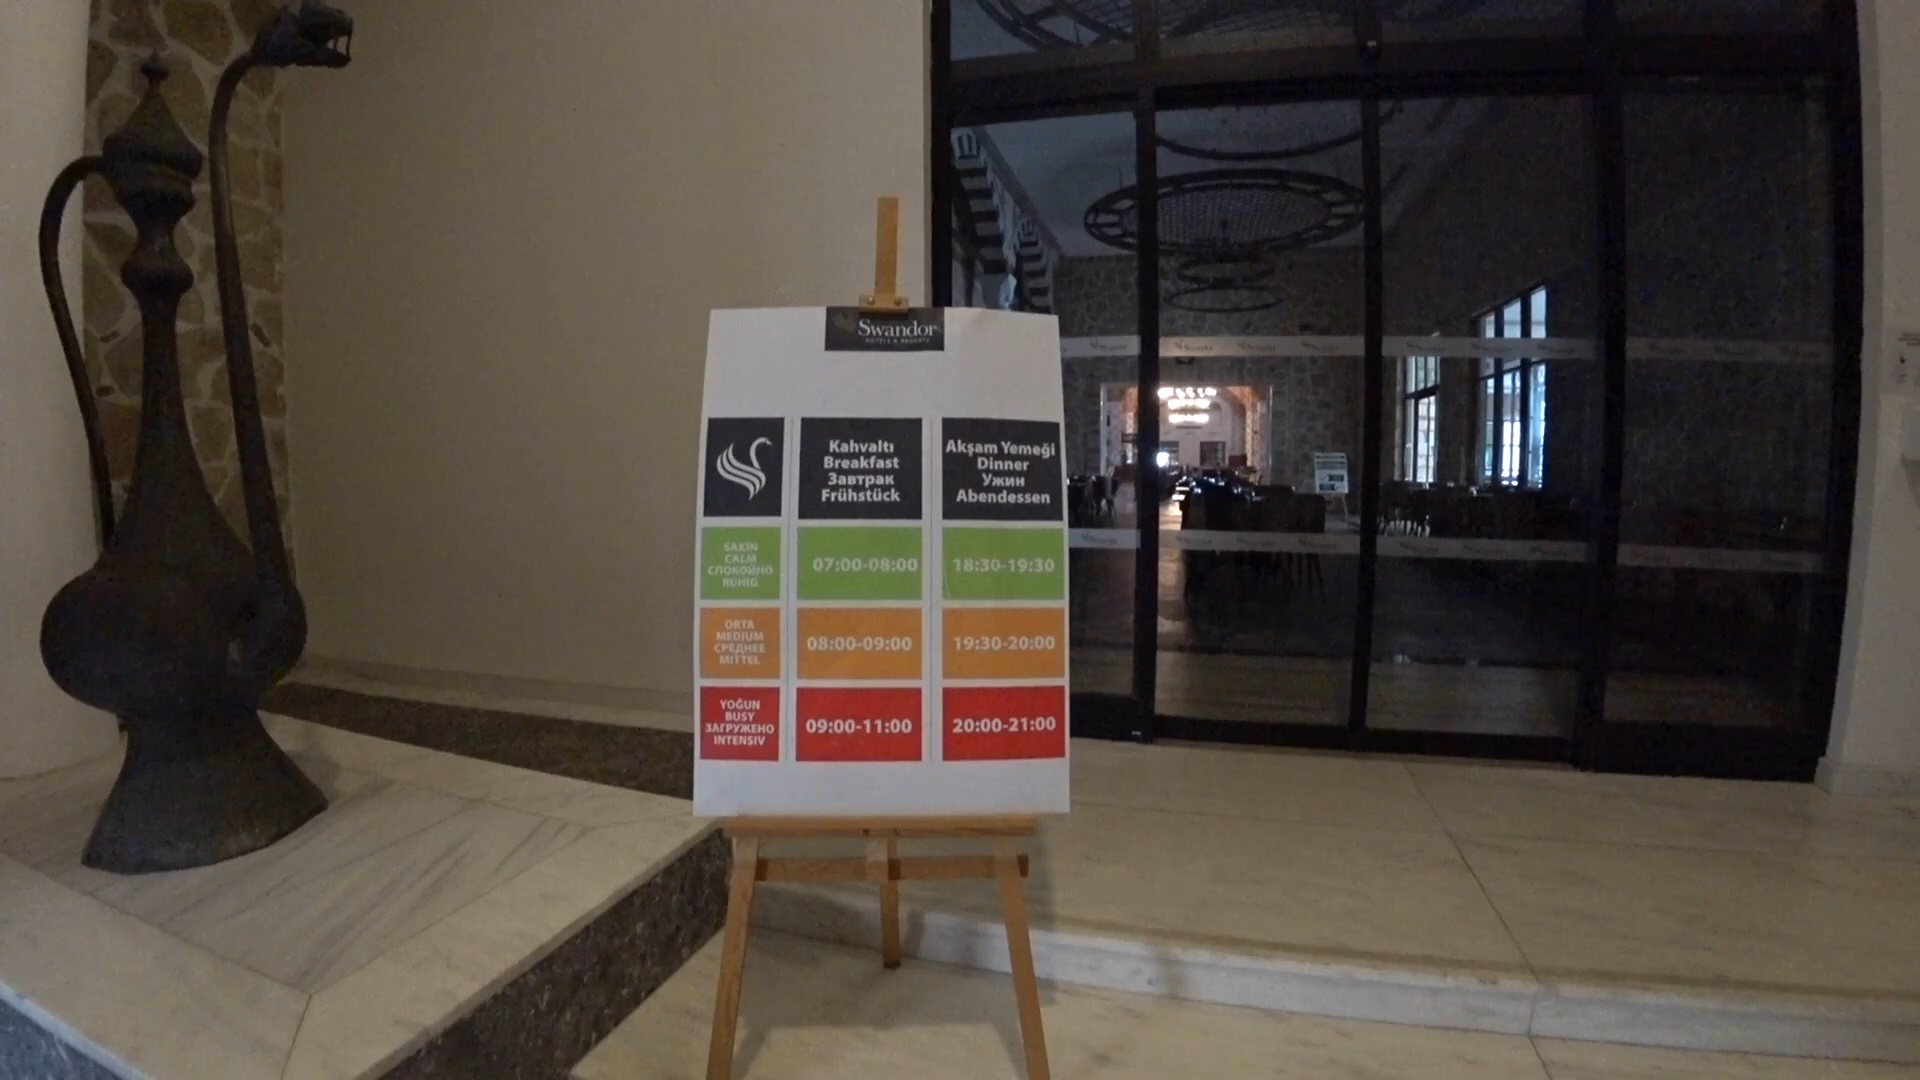 Swandor
HOTELS & RESORTS
Kahvaltı
Breakfast
Завтрак
Frühstück
Akşam Yemeği
Dinner
Ужин
Abendessen
SAKİN
CALM
СПОКОЙНО
RUHIG
07:00-08:00
18:30-19:30
ORTA
MEDIUM
СРЕДНЕЕ
MITTEL
08:00-09:00
19:30-20:00
YOĞUN
BUSY
ЗАГРУЖЕНО
INTENSIV
09:00-11:00
20:00-21:00